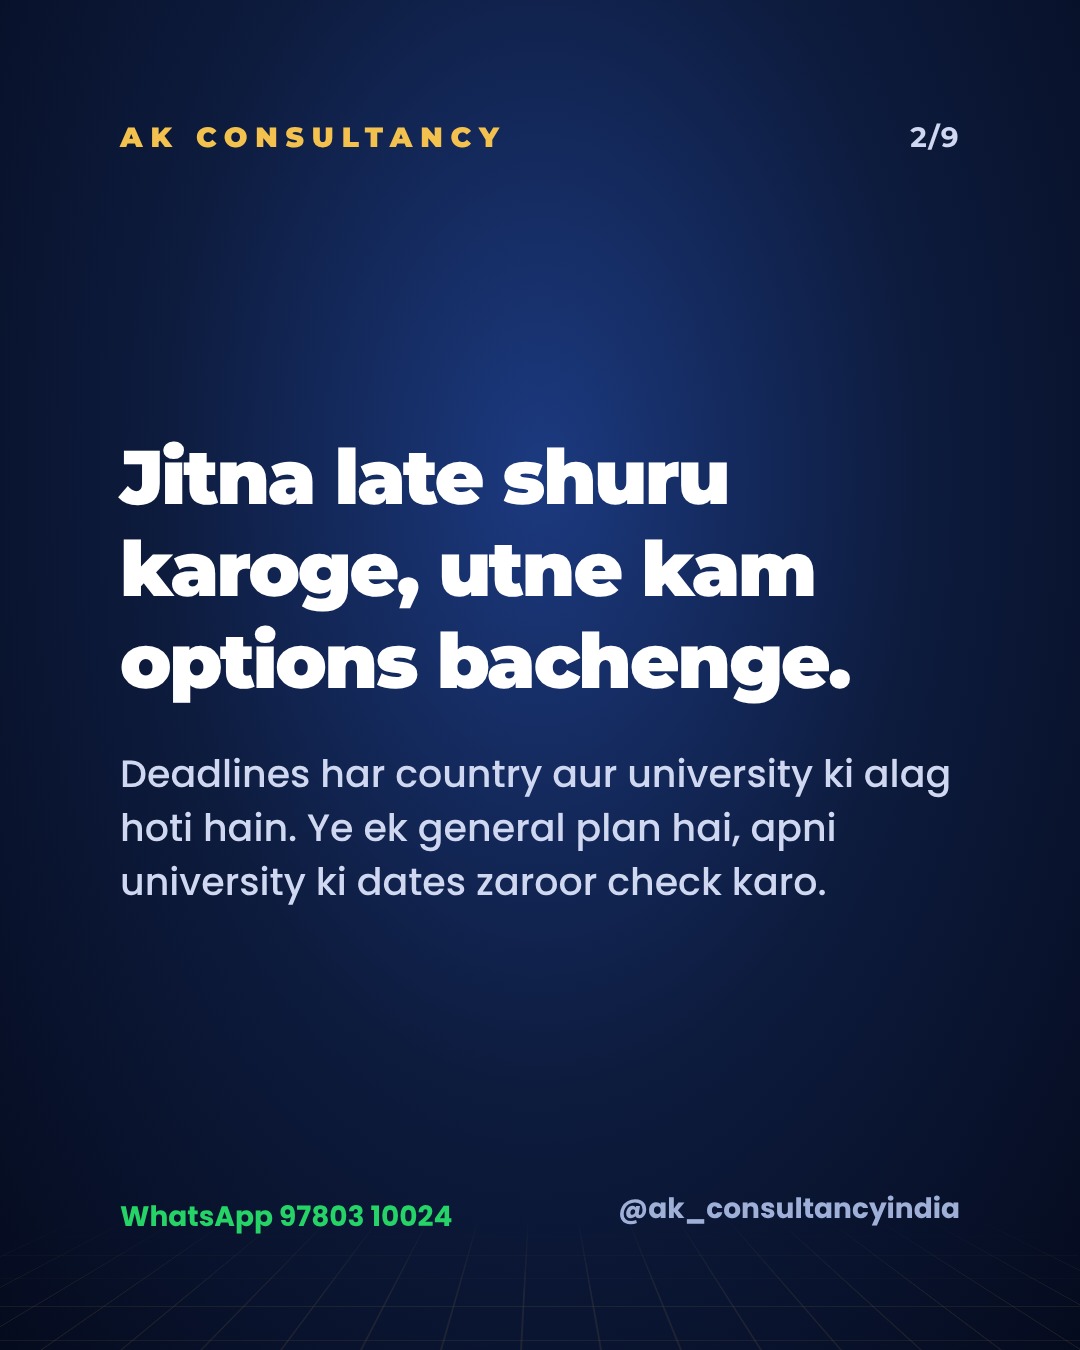 AK CONSULTANCY
2/9
Jitna late shuru
karoge, utne kam
options bachenge.
Deadlines har country aur university ki alag
hoti hain. Ye ek general plan hai, apni
university ki dates zaroor check karo.
WhatsApp 97803 10024
@ak_consultancyindia